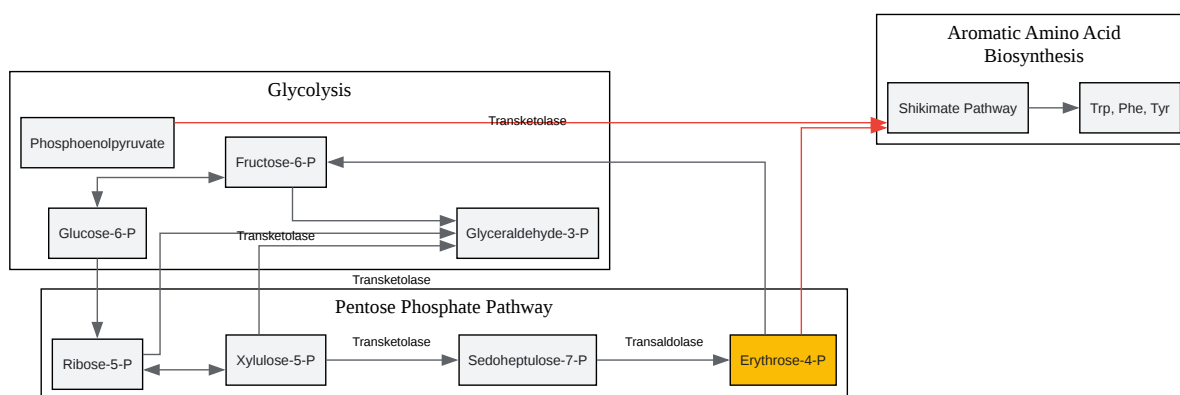 Aromatic Amino Acid
Biosynthesis
Shikimate Pathway
Trp, Phe, Tyr
Glycolysis
Phosphoenolpyruvate
Transketolase
Fructose-6-P
Glucose-6-P
Glyceraldehyde-3-P
Transketolase
Transketolase
Pentose Phosphate Pathway
Ribose-5-P
Xylulose-5-P
Transketolase
Sedoheptulose-7-P
Transaldolase
Erythrose-4-P